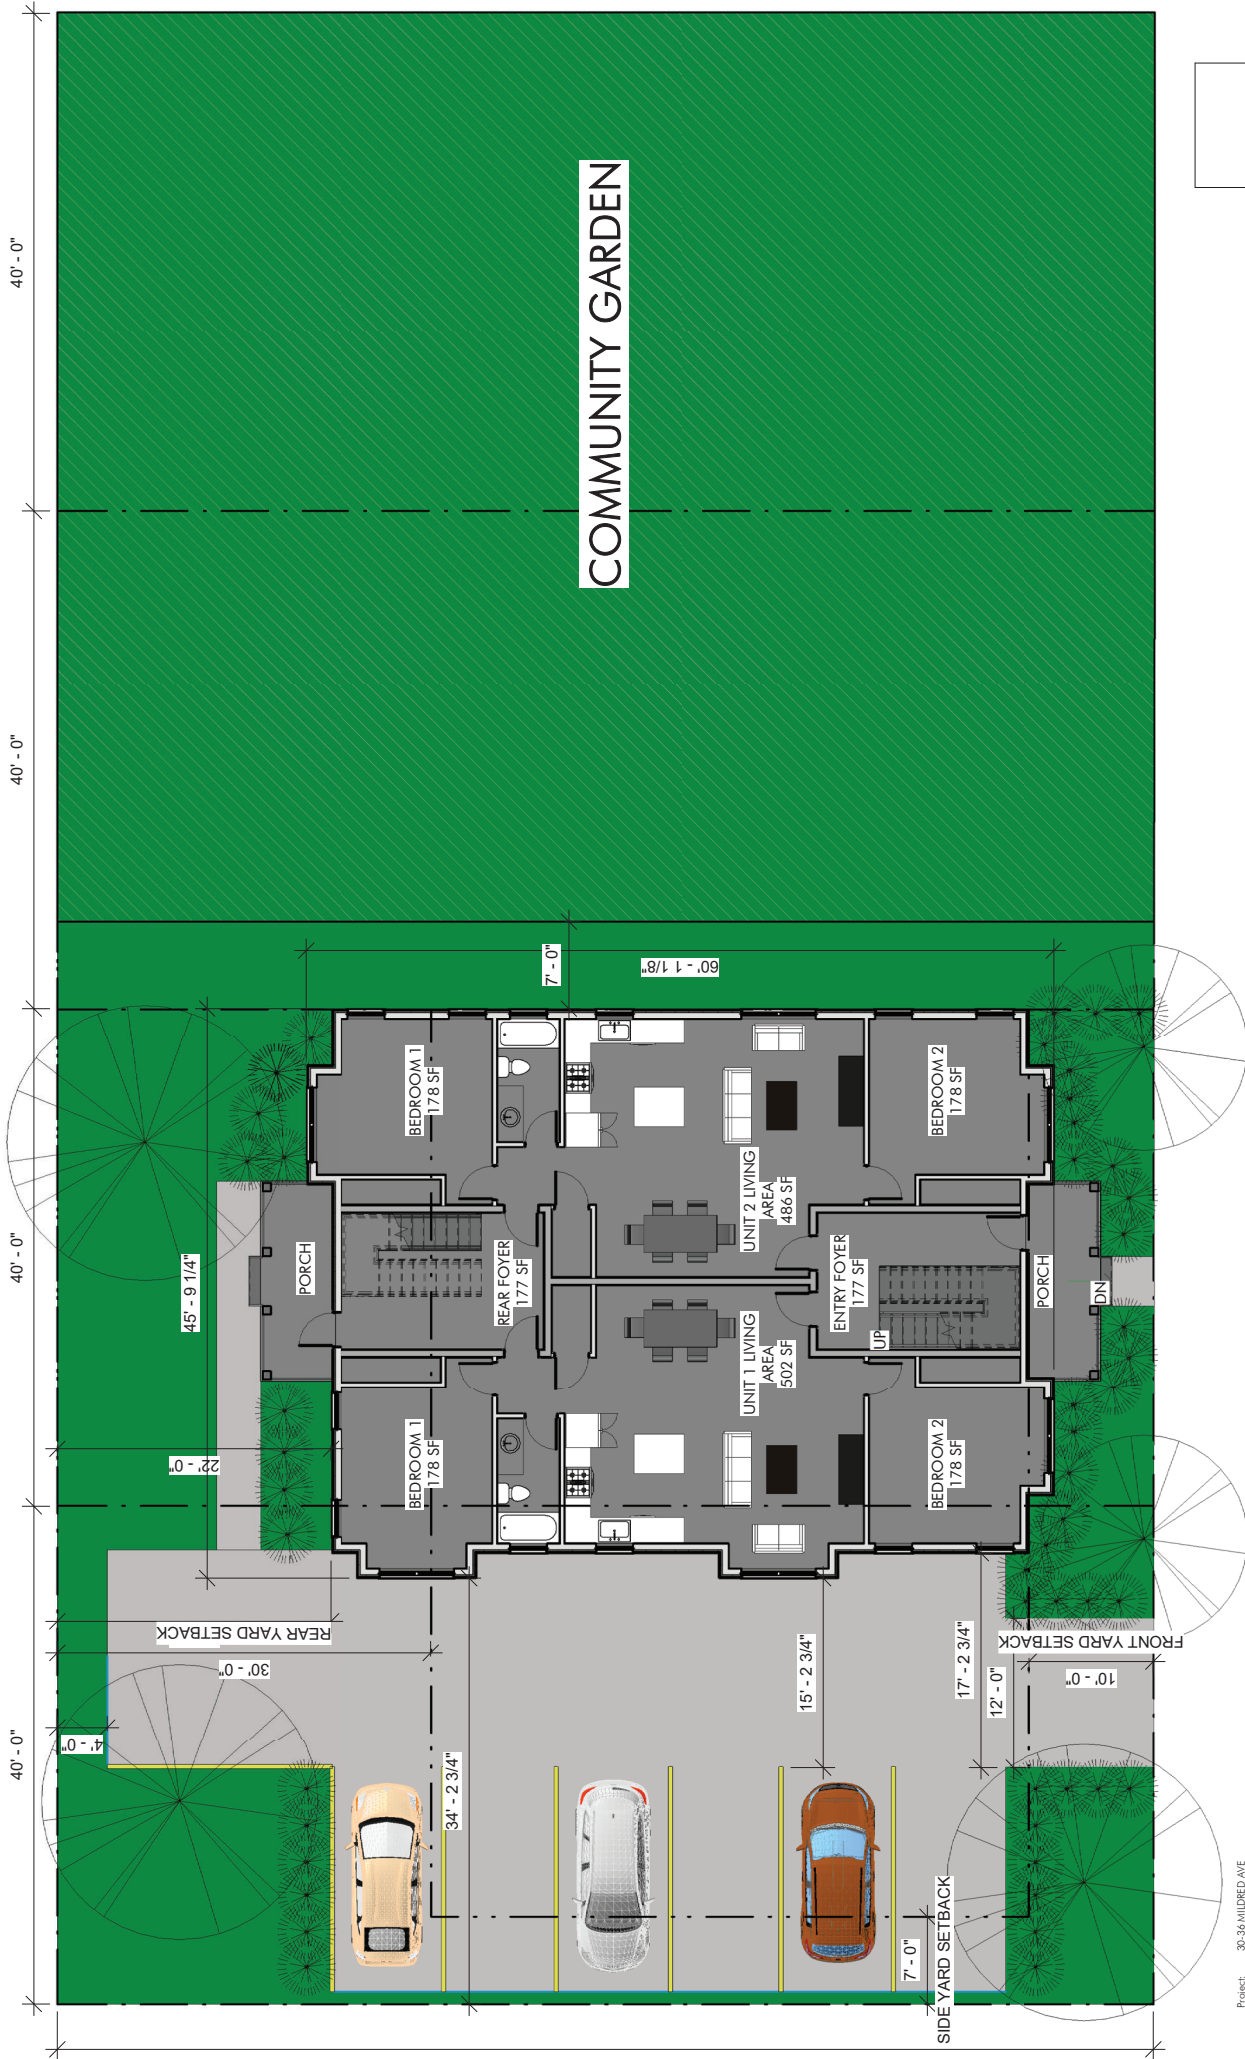 40' - 0"
40' - 0"
40' - 0"
40' - 0"
COMMUNITY GARDEN
7' - 0"
60' - 1 1/8"
45' - 9 1/4"
22' - 0"
PORCH
BEDROOM 1
178 SF
REAR FOYER
177 SF
BEDROOM 1
178 SF
UNIT 2 LIVING
AREA
486 SF
UNIT 1 LIVING
AREA
502 SF
BEDROOM 2
178 SF
ENTRY FOYER
177 SF
UP
BEDROOM 2
178 SF
PORCH
DN
REAR YARD SETBACK
30' - 0"
4' - 0"
34' - 2 3/4"
15' - 2 3/4"
17' - 2 3/4"
12' - 0"
FRONT YARD SETBACK
10' - 0"
7' - 0"
SIDE YARD SETBACK
Project: 30-36 MILDRED AVE